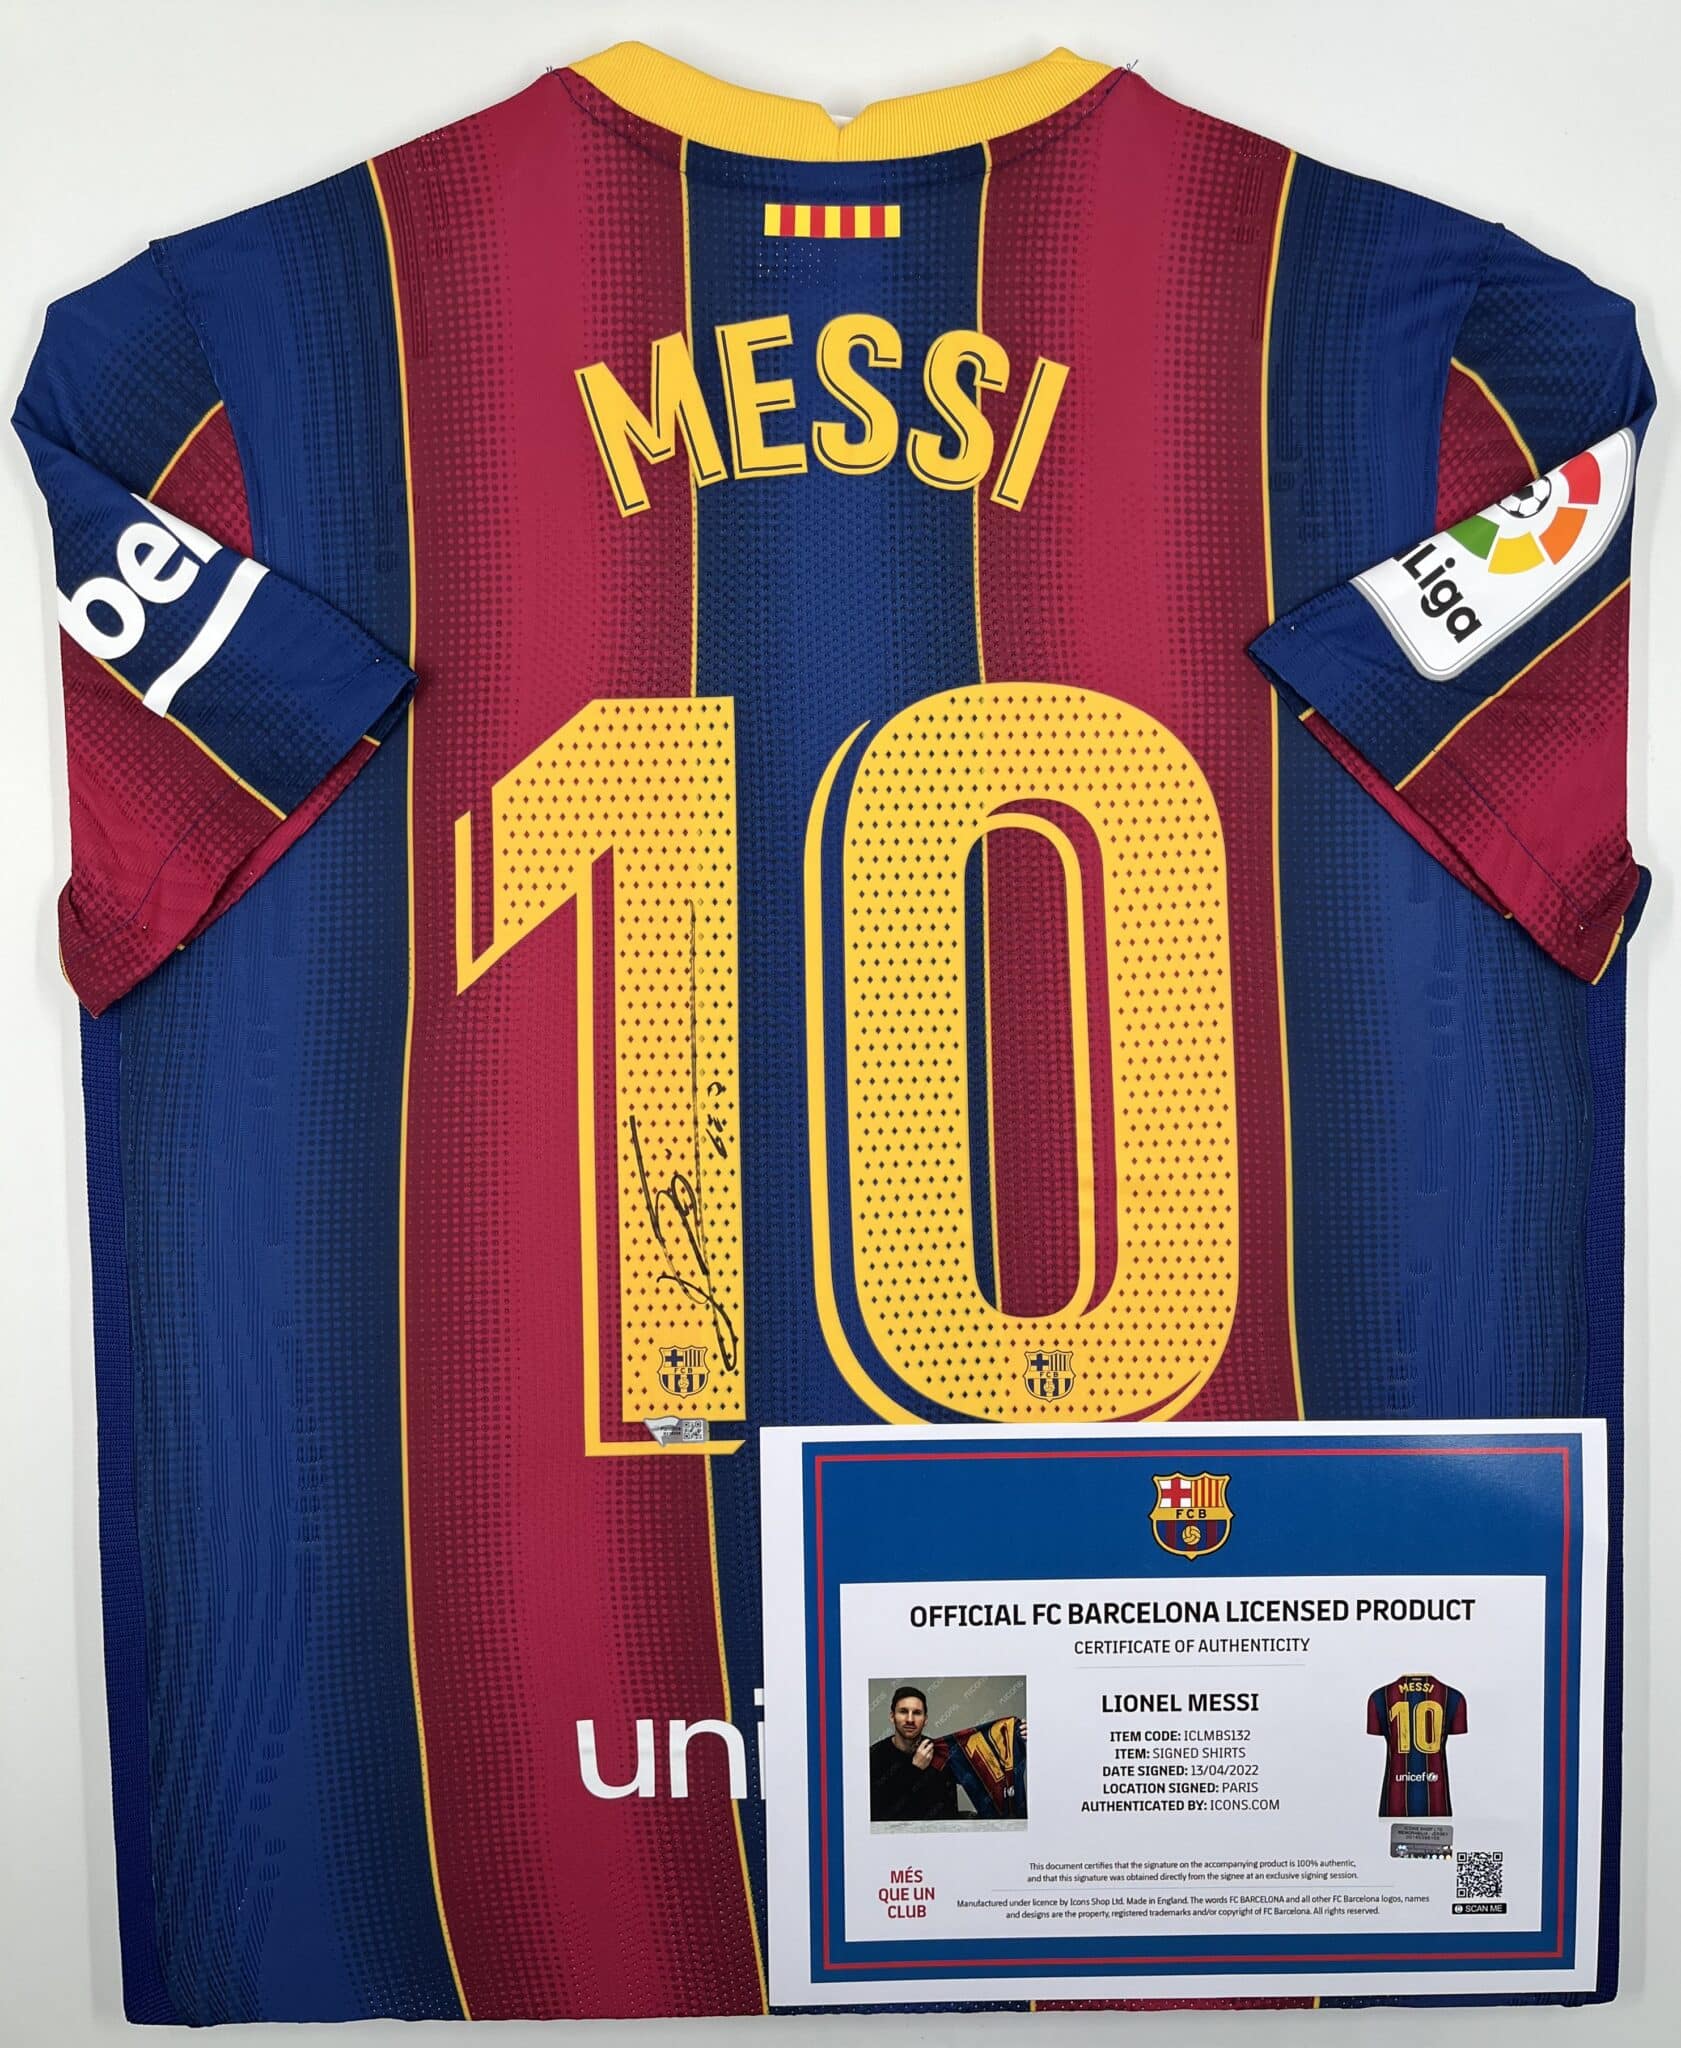 MESSI
beko
LaLiga
10
FCB
FCB
uni
FCB
OFFICIAL FC BARCELONA LICENSED PRODUCT
CERTIFICATE OF AUTHENTICITY
LIONEL MESSI
ITEM CODE: ICLMBS132
ITEM: SIGNED SHIRTS
DATE SIGNED: 13/04/2022
LOCATION SIGNED: PARIS
AUTHENTICATED BY: ICONS.COM
MESSI
10
unicef
MÉS
QUE UN
CLUB
This document certifies that the signature on the accompanying product is 100% authentic,
and that this signature was obtained directly from the signee at an exclusive signing session.
Manufactured under licence by Icons Shop Ltd. Made in England. The words FC BARCELONA and all other FC Barcelona logos, names
and designs are the property, registered trademarks and/or copyright of FC Barcelona. All rights reserved.
SCAN ME